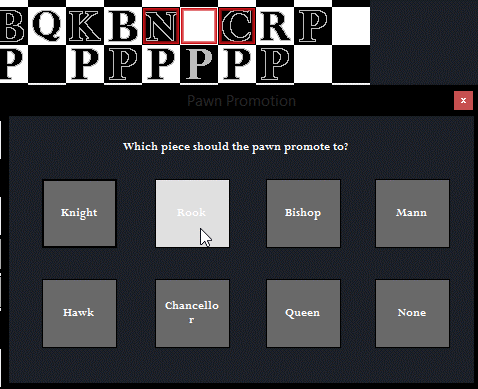 B Q K B N C R P
P P P P P P P
Pawn Promotion
x
Which piece should the pawn promote to?
Knight Rook Bishop Mann
Hawk Chancello
r Queen None